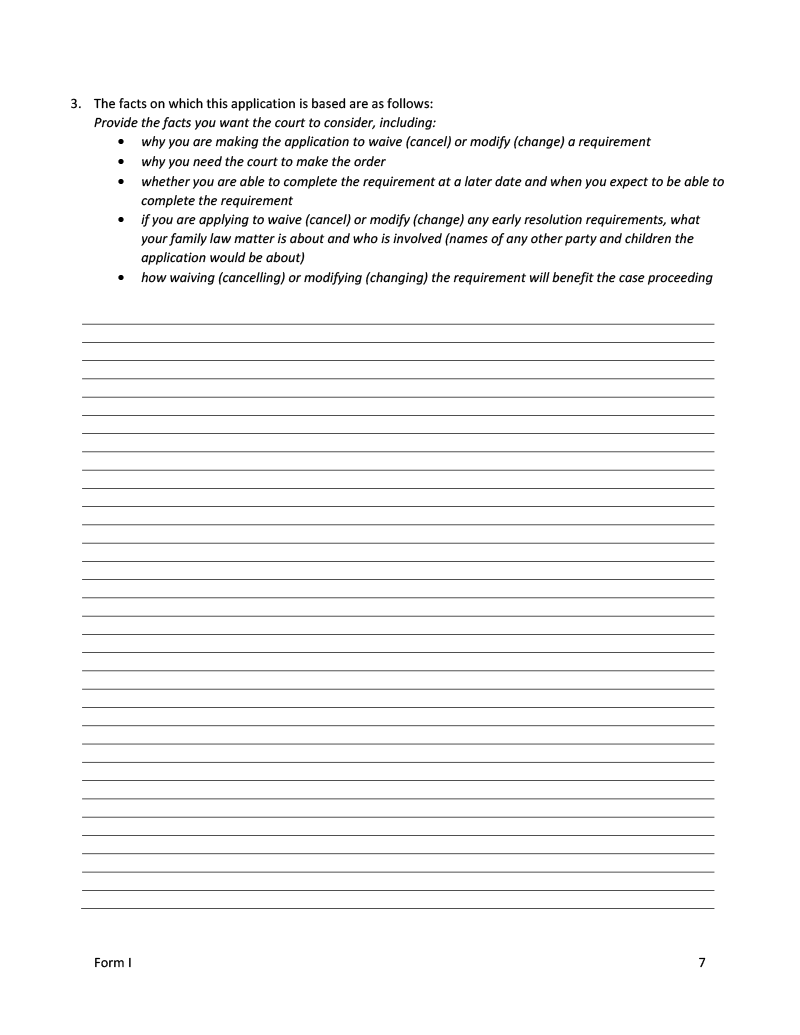 3. The facts on which this application is based are as follows:
Provide the facts you want the court to consider, including:
• why you are making the application to waive (cancel) or modify (change) a requirement
• why you need the court to make the order
• whether you are able to complete the requirement at a later date and when you expect to be able to
complete the requirement
• if you are applying to waive (cancel) or modify (change) any early resolution requirements, what
your family law matter is about and who is involved (names of any other party and children the
application would be about)
• how waiving (cancelling) or modifying (changing) the requirement will benefit the case proceeding
Form I 7